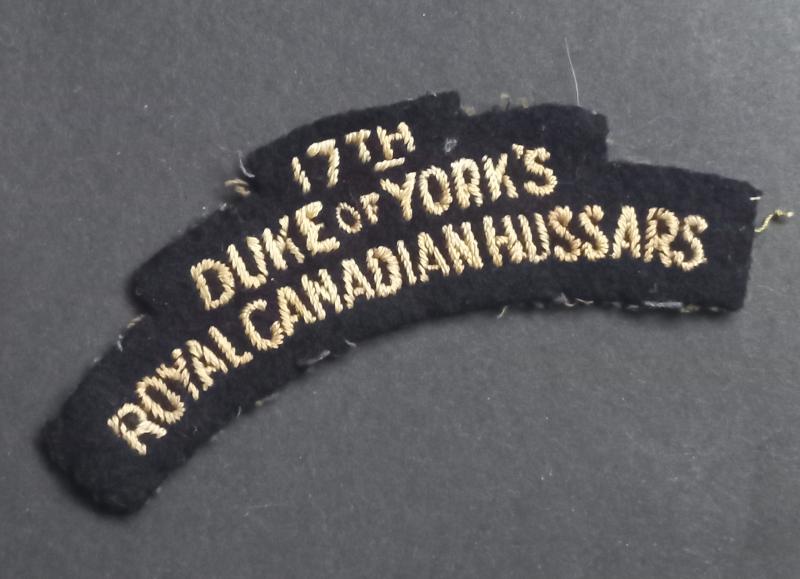 17TH
DUKE OF YORK'S
ROYAL CANADIAN HUSSARS